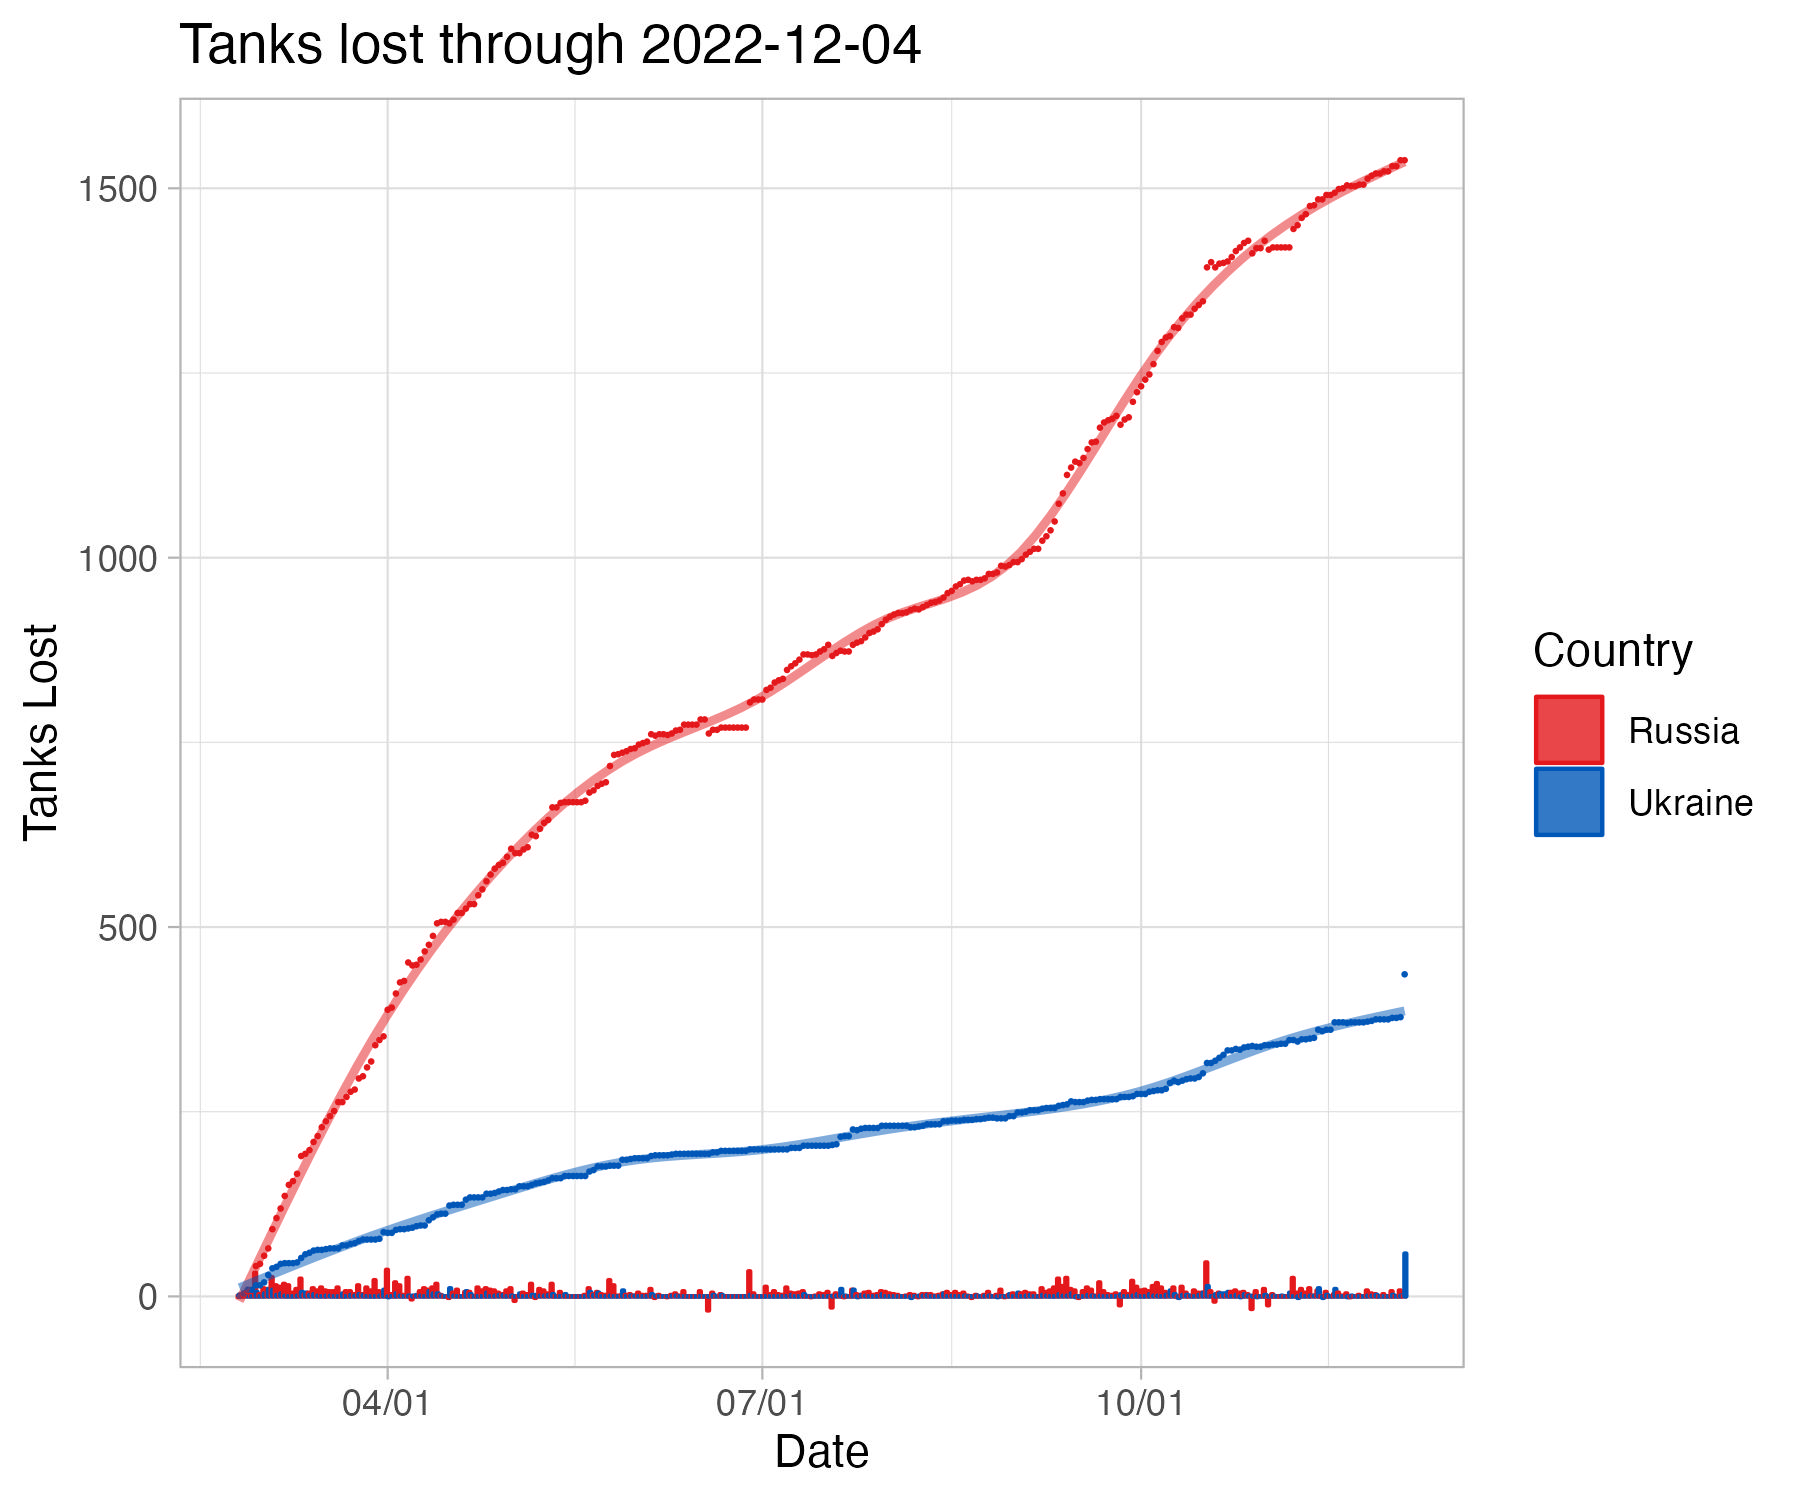 Tanks lost through 2022-12-04
Tanks Lost
1500
1000
500
0
04/01
07/01
10/01
Date
Country
Russia
Ukraine